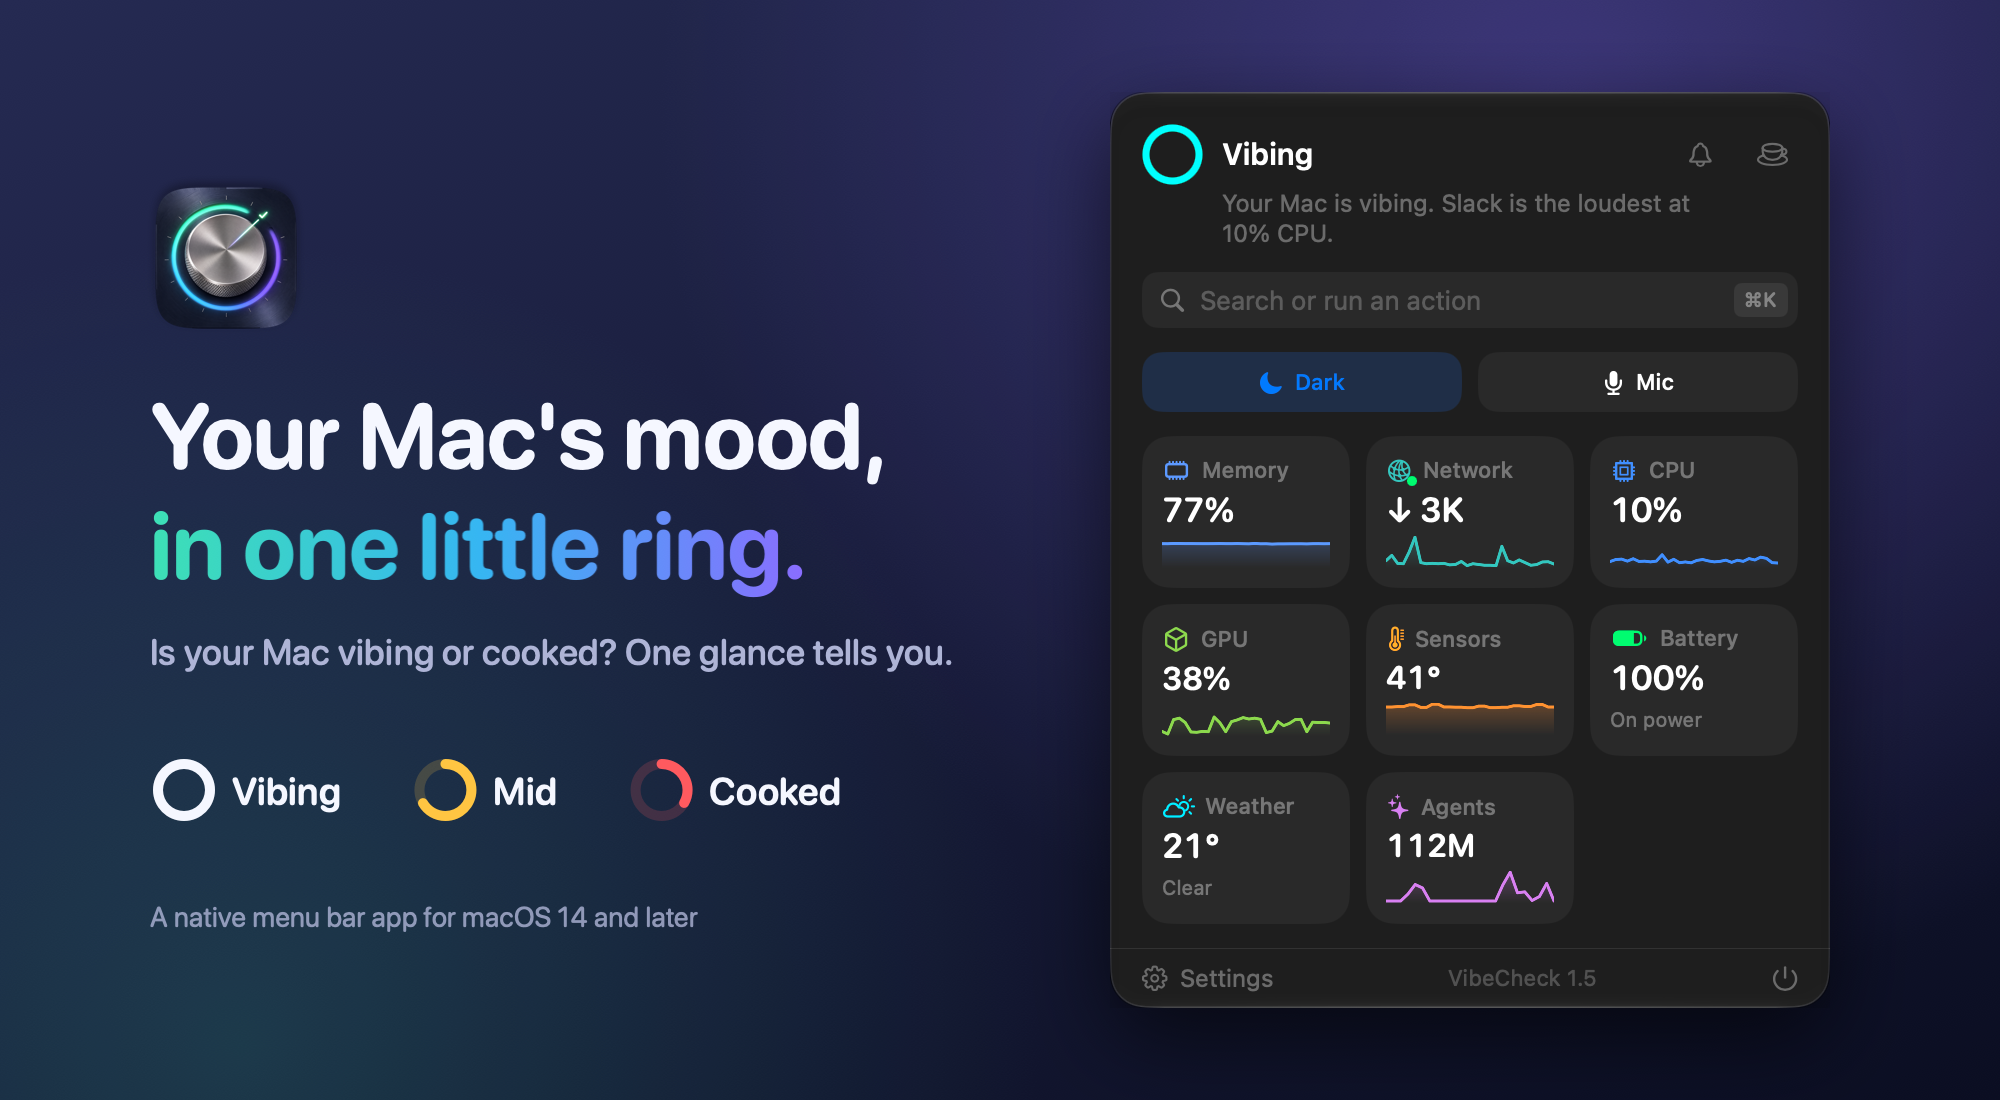 Your Mac's mood,
in one little ring.
Is your Mac vibing or cooked? One glance tells you.
Vibing
Mid
Cooked
A native menu bar app for macOS 14 and later
Vibing
Your Mac is vibing. Slack is the loudest at
10% CPU.
Search or run an action
⌘K
Dark
Mic
Memory
77%
Network
↓ 3K
CPU
10%
GPU
38%
Sensors
41°
Battery
100%
On power
Weather
21°
Clear
Agents
112M
Settings
VibeCheck 1.5